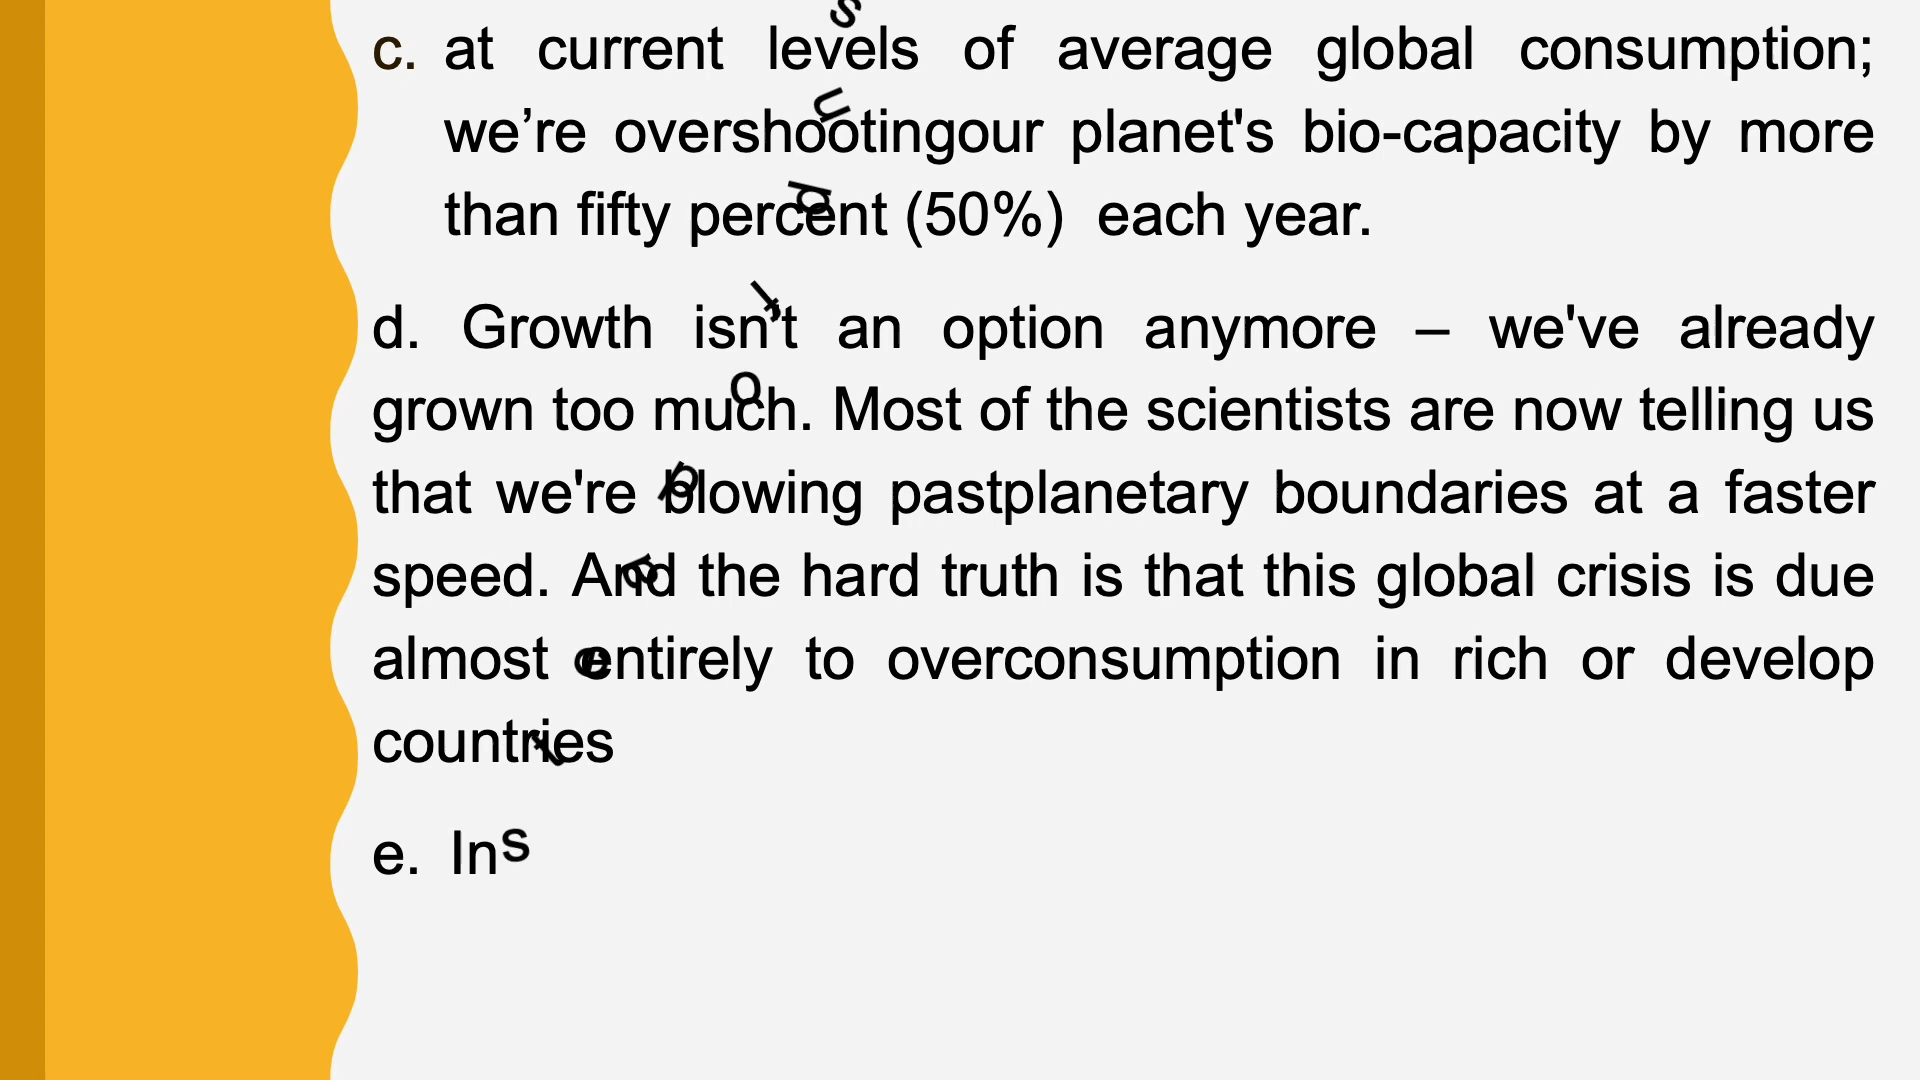 c. at current levels of average global consumption;
we’re overshootingour planet's bio-capacity by more
than fifty percent (50%) each year.
d. Growth isn't an option anymore – we've already
grown too much. Most of the scientists are now telling us
that we're blowing pastplanetary boundaries at a faster
speed. And the hard truth is that this global crisis is due
almost entirely to overconsumption in rich or develop
countries
e. In